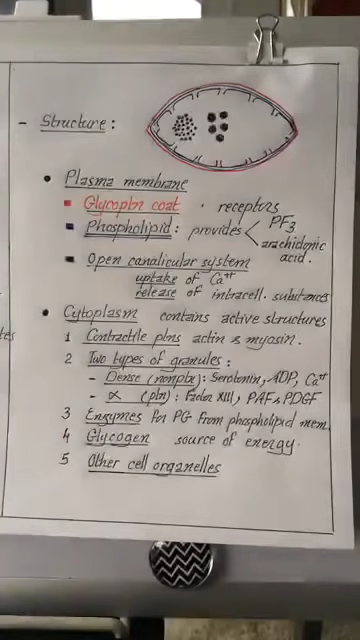 - Structure:
• Plasma membrane
▪ Glycoptn coat : receptors
▪ Phospholipid : provides < PF3
arachidonic
acid.
▪ Open canalicular system
uptake of Ca++
release of intracell. substances
• Cytoplasm contains active structures
1 Contractile ptns actin & myosin.
2 Two types of granules:
- Dense (nonptn): Serotonin, ADP, Ca++
- α (ptn): Factor XIII, PAF & PDGF
3 Enzymes for PG from phospholipid mem.
4 Glycogen source of energy.
tes
5 Other cell organelles